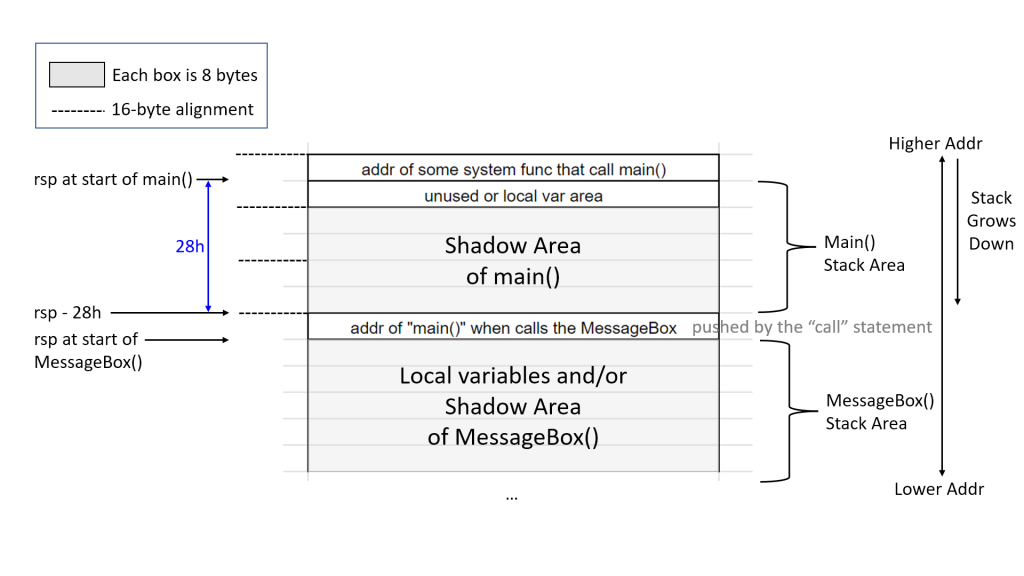 Each box is 8 bytes
16-byte alignment
Higher Addr
addr of some system func that call main()
rsp at start of main()
unused or local var area
Stack
Grows
Down
28h
Shadow Area
of main()
Main()
Stack Area
rsp - 28h
addr of "main()" when calls the MessageBox
pushed by the “call” statement
rsp at start of
MessageBox()
Local variables and/or
Shadow Area
of MessageBox()
MessageBox()
Stack Area
Lower Addr
...